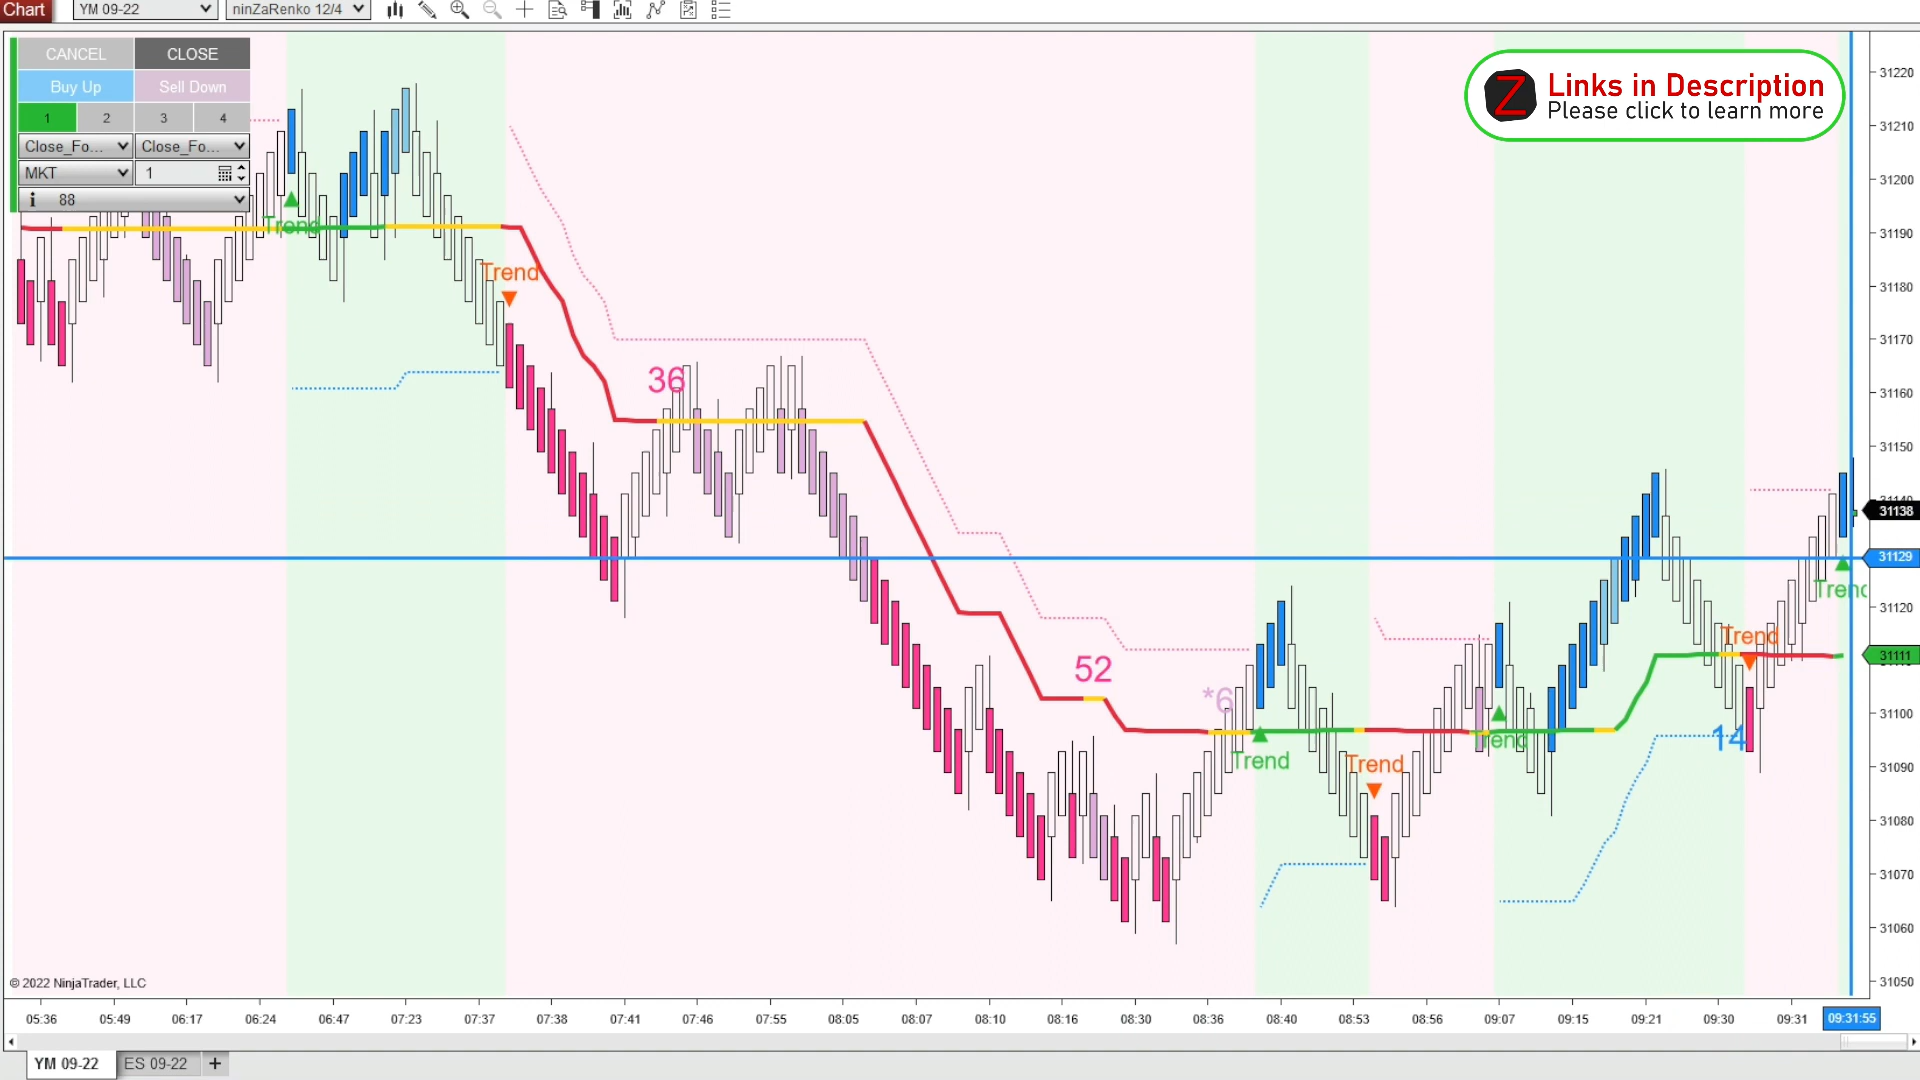 Chart
YM 09-22
ninZaRenko 12/4
CANCEL
CLOSE
Buy Up
Sell Down
1
2
3
4
Close_Fo...
Close_Fo...
MKT
1
i 88
Z
Links in Description
Please click to learn more
31220
31210
31200
31190
31180
31170
31160
31150
31140
31138
31129
31120
31111
31100
31090
31080
31070
31060
31050
Trend
Trend
36
52
*6
Trend
Trend
Trend
14
Trend
Trend
© 2022 NinjaTrader, LLC
05:36
05:49
06:17
06:24
06:47
07:23
07:37
07:38
07:41
07:46
07:55
08:05
08:07
08:10
08:16
08:30
08:36
08:40
08:53
08:56
09:07
09:15
09:21
09:30
09:31
09:31:55
YM 09-22
ES 09-22
+